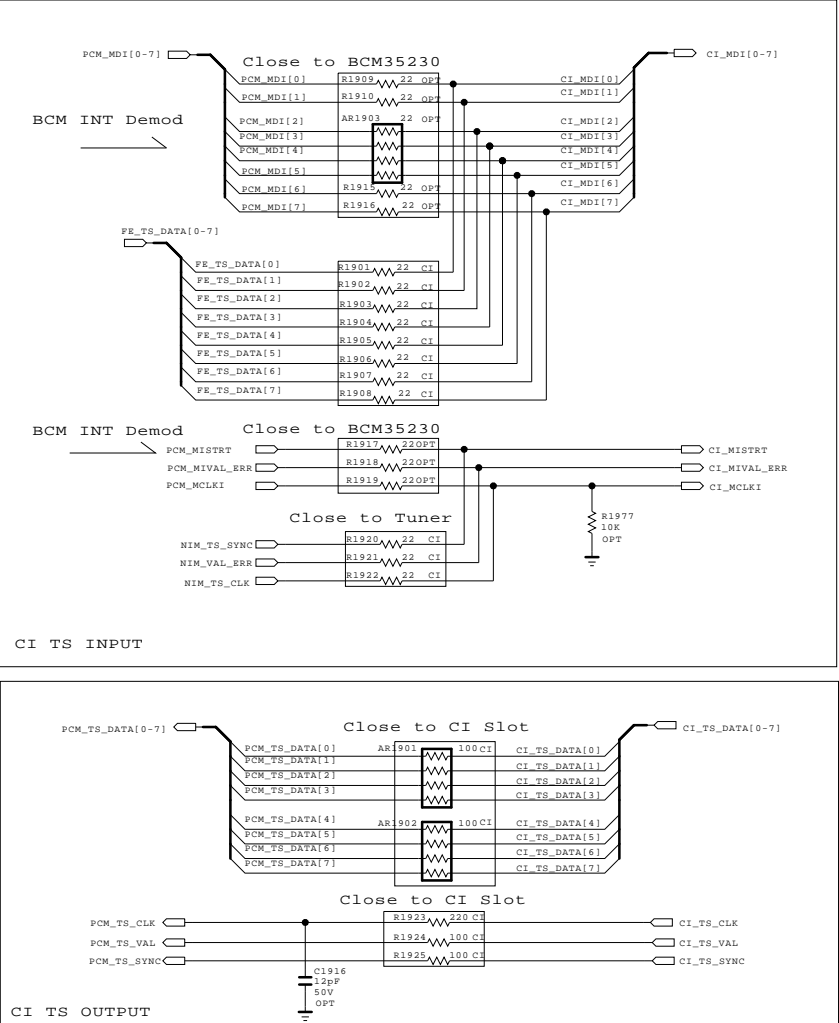 PCM_MDI[0-7]
CI_MDI[0-7]
Close to BCM35230
PCM_MDI[0] R1909 22 OPT CI_MDI[0]
PCM_MDI[1] R1910 22 OPT CI_MDI[1]
BCM INT Demod
PCM_MDI[2] AR1903 22 OPT CI_MDI[2]
PCM_MDI[3] CI_MDI[3]
PCM_MDI[4] CI_MDI[4]
PCM_MDI[5] CI_MDI[5]
PCM_MDI[6] R1915 22 OPT CI_MDI[6]
PCM_MDI[7] R1916 22 OPT CI_MDI[7]
FE_TS_DATA[0-7]
FE_TS_DATA[0] R1901 22 CI
FE_TS_DATA[1] R1902 22 CI
FE_TS_DATA[2] R1903 22 CI
FE_TS_DATA[3] R1904 22 CI
FE_TS_DATA[4] R1905 22 CI
FE_TS_DATA[5] R1906 22 CI
FE_TS_DATA[6] R1907 22 CI
FE_TS_DATA[7] R1908 22 CI
BCM INT Demod
Close to BCM35230
PCM_MISTRT R1917 22OPT CI_MISTRT
PCM_MIVAL_ERR R1918 22OPT CI_MIVAL_ERR
PCM_MCLKI R1919 22OPT CI_MCLKI
Close to Tuner
R1977
10K
OPT
NIM_TS_SYNC R1920 22 CI
NIM_VAL_ERR R1921 22 CI
NIM_TS_CLK R1922 22 CI
CI TS INPUT
PCM_TS_DATA[0-7]
Close to CI Slot
CI_TS_DATA[0-7]
PCM_TS_DATA[0] AR1901 100CI CI_TS_DATA[0]
PCM_TS_DATA[1] CI_TS_DATA[1]
PCM_TS_DATA[2] CI_TS_DATA[2]
PCM_TS_DATA[3] CI_TS_DATA[3]
PCM_TS_DATA[4] AR1902 100CI CI_TS_DATA[4]
PCM_TS_DATA[5] CI_TS_DATA[5]
PCM_TS_DATA[6] CI_TS_DATA[6]
PCM_TS_DATA[7] CI_TS_DATA[7]
Close to CI Slot
PCM_TS_CLK R1923 220 CI CI_TS_CLK
PCM_TS_VAL R1924 100 CI CI_TS_VAL
PCM_TS_SYNC R1925 100 CI CI_TS_SYNC
C1916
12pF
50V
OPT
CI TS OUTPUT